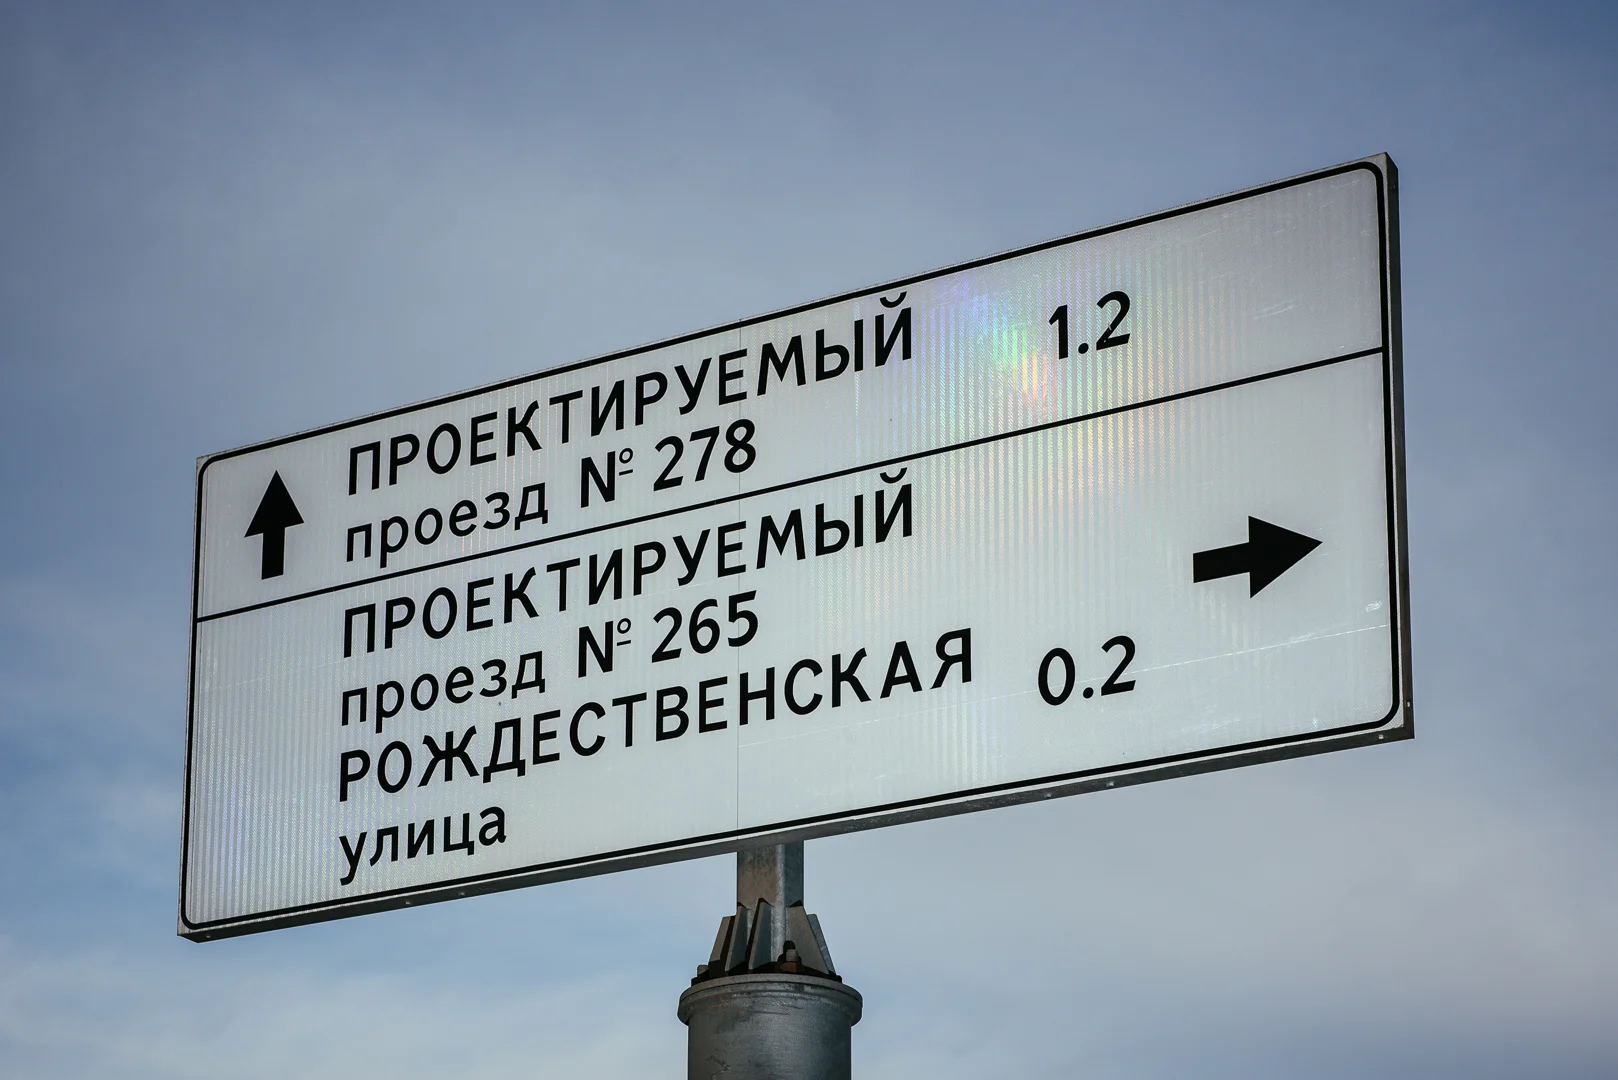 ПРОЕКТИРУЕМЫЙ 1.2
проезд № 278
ПРОЕКТИРУЕМЫЙ
проезд № 265
РОЖДЕСТВЕНСКАЯ 0.2
улица